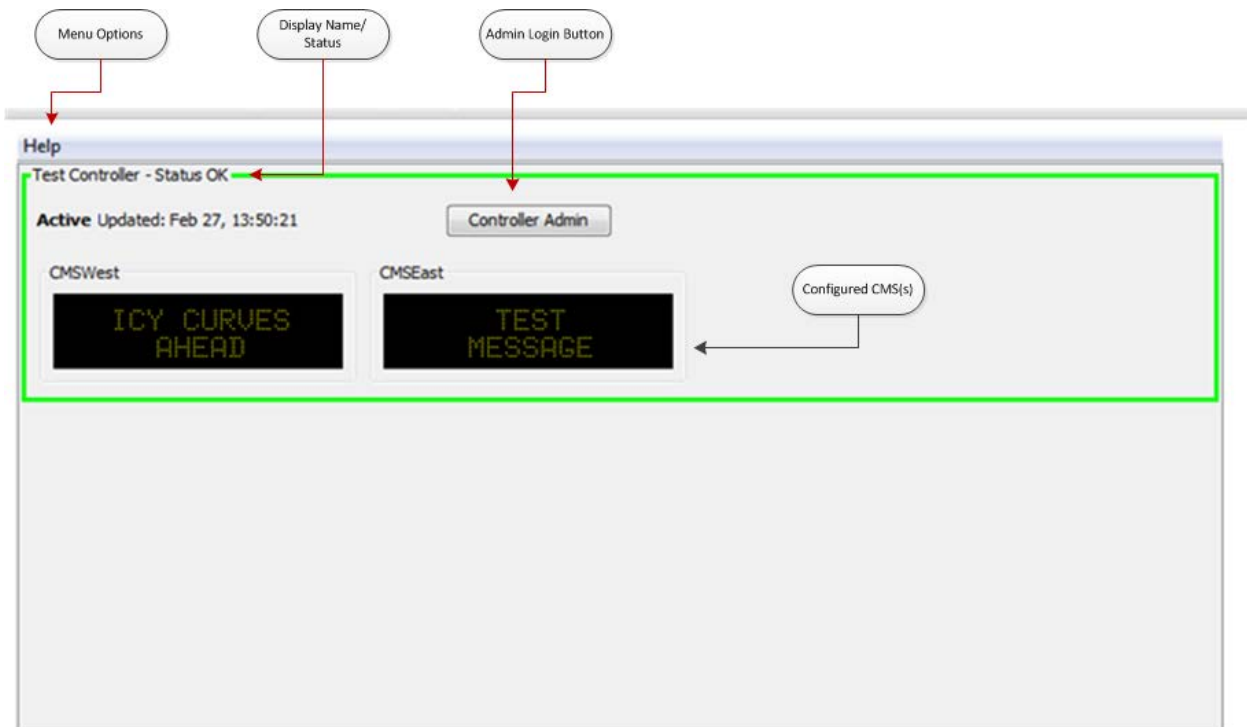 Menu Options
Display Name/
Status
Admin Login Button
Help
Test Controller - Status OK
Active Updated: Feb 27, 13:50:21
Controller Admin
CMSWest
CMSEast
ICY CURVES
AHEAD
TEST
MESSAGE
Configured CMS(s)